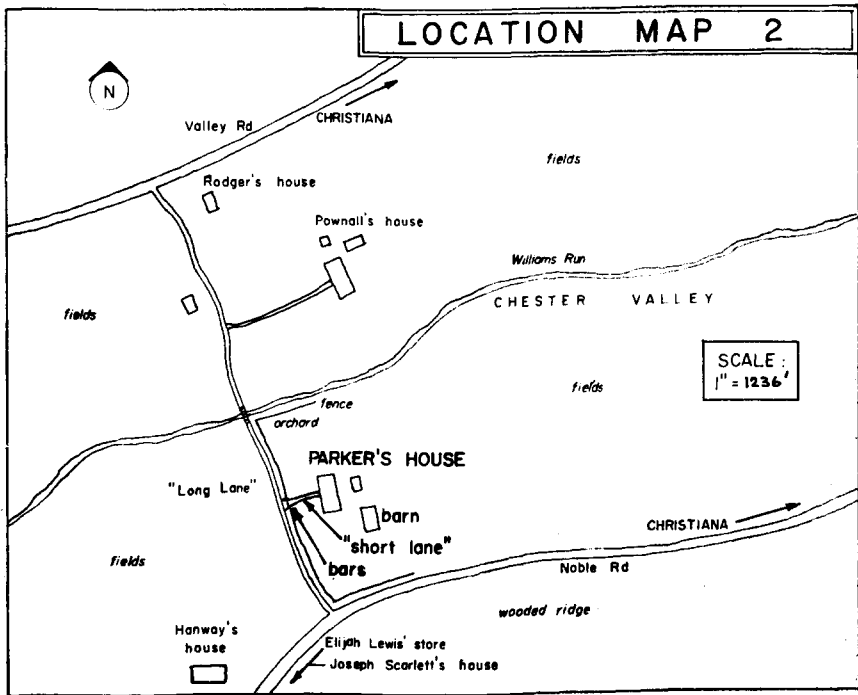 LOCATION MAP 2
N
Valley Rd
CHRISTIANA
fields
Rodger's house
Pownall's house
Williams Run
CHESTER VALLEY
fields
SCALE :
1" = 1236'
fields
fence
orchard
PARKER'S HOUSE
"Long Lane"
barn
CHRISTIANA
"short lane"
bars
fields
Noble Rd
wooded ridge
Hanway's
house
Elijah Lewis' store
Joseph Scarlett's house